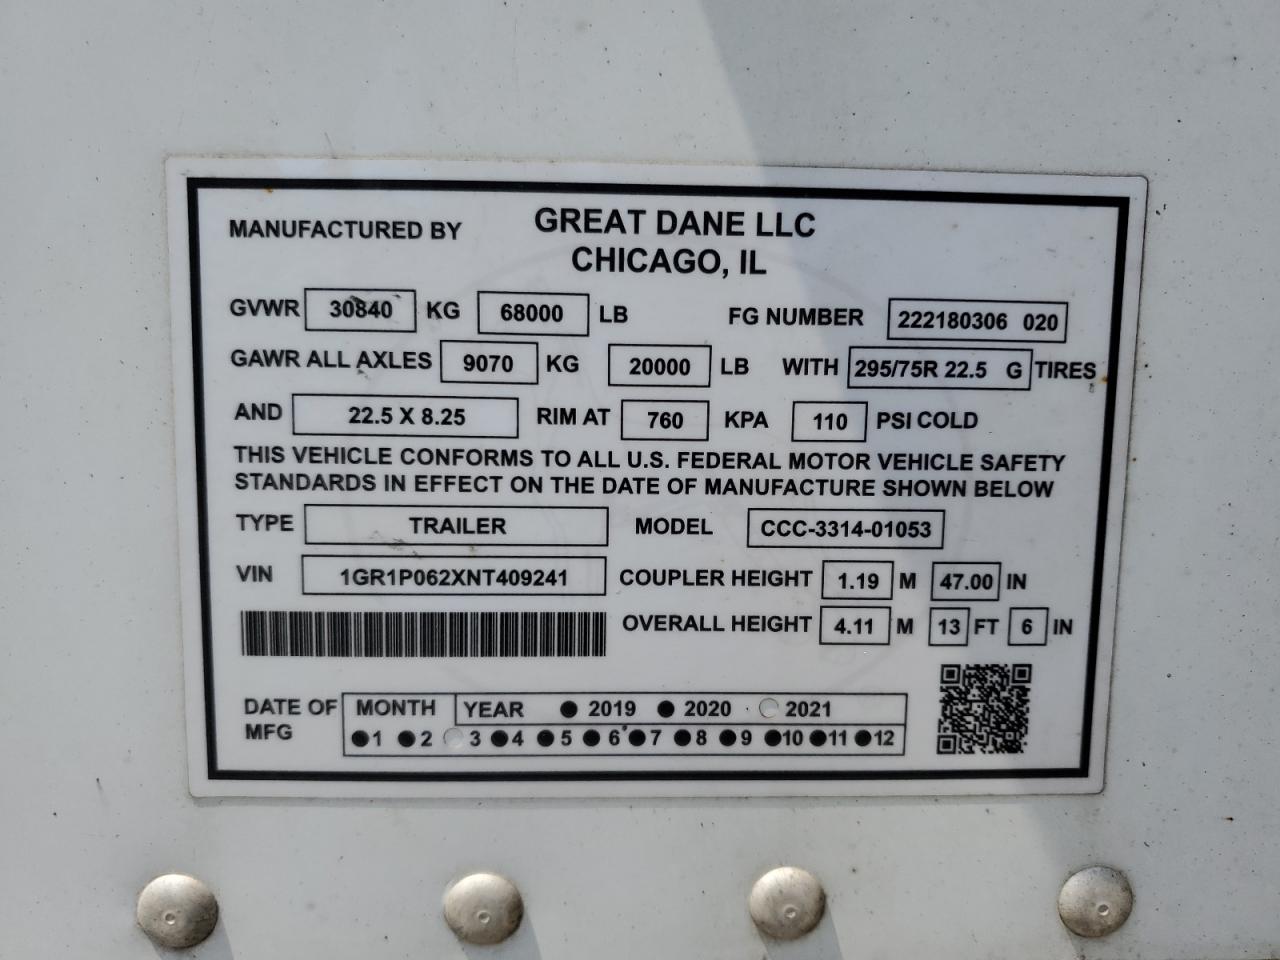 MANUFACTURED BY GREAT DANE LLC
CHICAGO, IL
GVWR 30840 KG 68000 LB FG NUMBER 222180306 020
GAWR ALL AXLES 9070 KG 20000 LB WITH 295/75R 22.5 G TIRES
AND 22.5 X 8.25 RIM AT 760 KPA 110 PSI COLD
THIS VEHICLE CONFORMS TO ALL U.S. FEDERAL MOTOR VEHICLE SAFETY
STANDARDS IN EFFECT ON THE DATE OF MANUFACTURE SHOWN BELOW
TYPE TRAILER MODEL CCC-3314-01053
VIN 1GR1P062XNT409241 COUPLER HEIGHT 1.19 M 47.00 IN
OVERALL HEIGHT 4.11 M 13 FT 6 IN
DATE OF MFG MONTH YEAR 2019 2020 2021
1 2 3 4 5 6 7 8 9 10 11 12